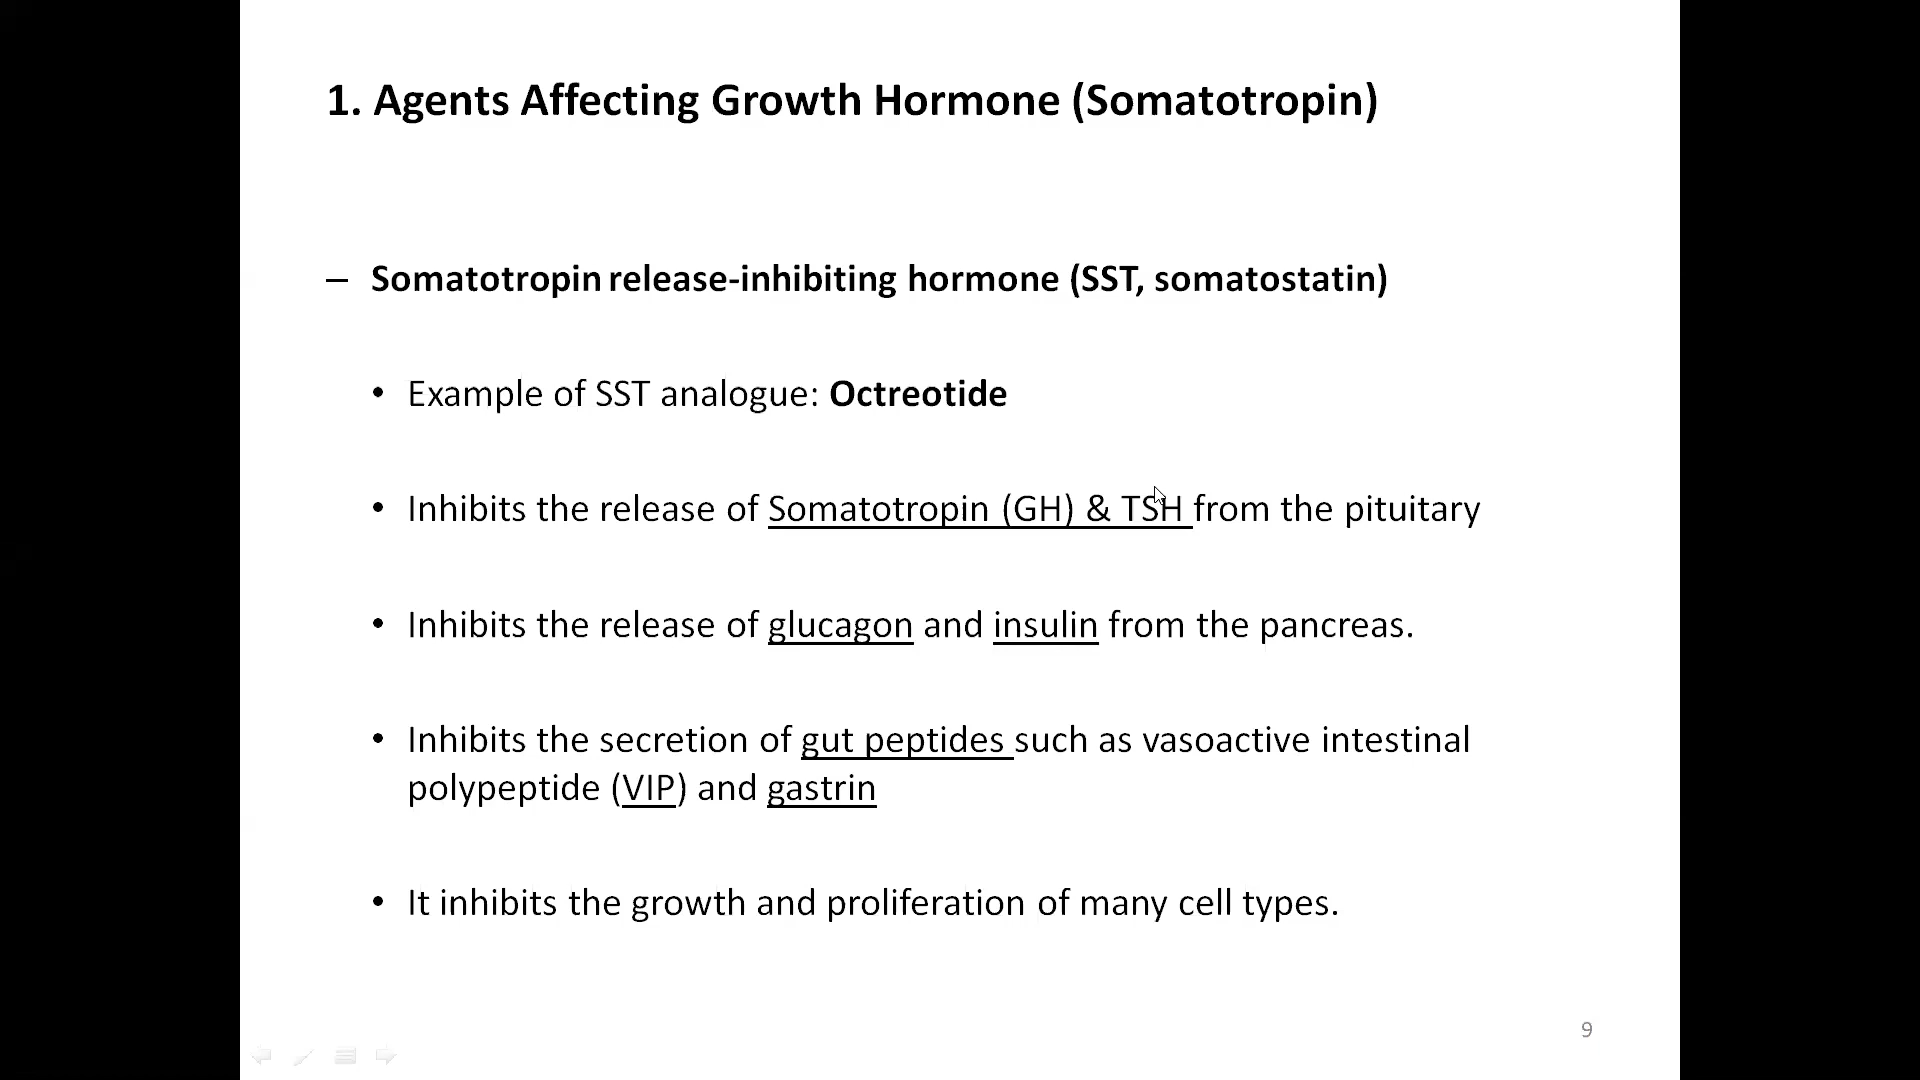 1. Agents Affecting Growth Hormone (Somatotropin)
– Somatotropin release-inhibiting hormone (SST, somatostatin)
• Example of SST analogue: Octreotide
• Inhibits the release of Somatotropin (GH) & TSH from the pituitary
• Inhibits the release of glucagon and insulin from the pancreas.
• Inhibits the secretion of gut peptides such as vasoactive intestinal
polypeptide (VIP) and gastrin
• It inhibits the growth and proliferation of many cell types.
9